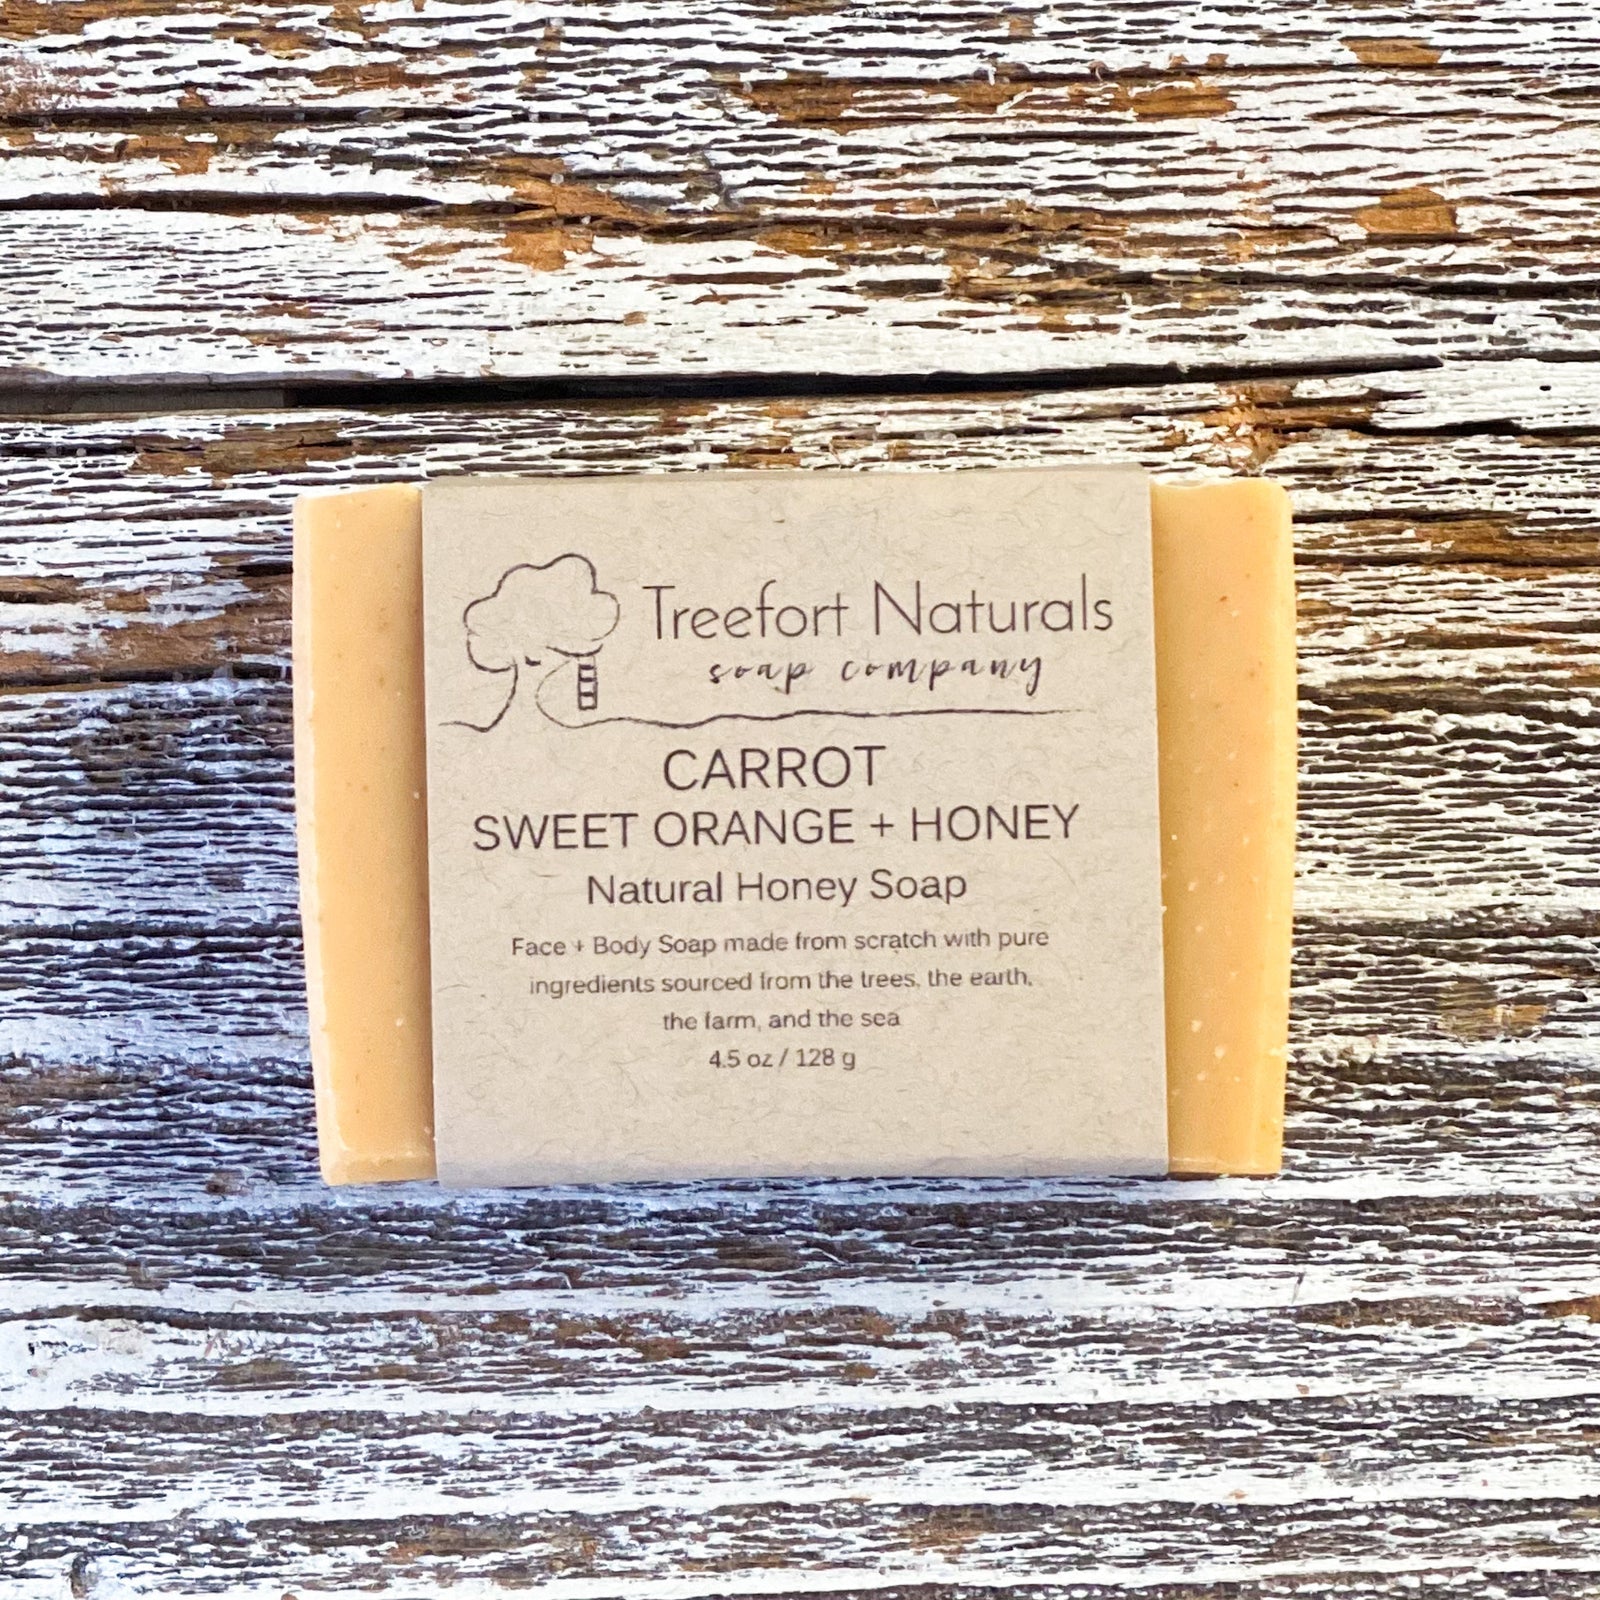 Treefort Naturals
soap company
CARROT
SWEET ORANGE + HONEY
Natural Honey Soap
Face + Body Soap made from scratch with pure
ingredients sourced from the trees, the earth,
the farm, and the sea
4.5 oz / 128 g